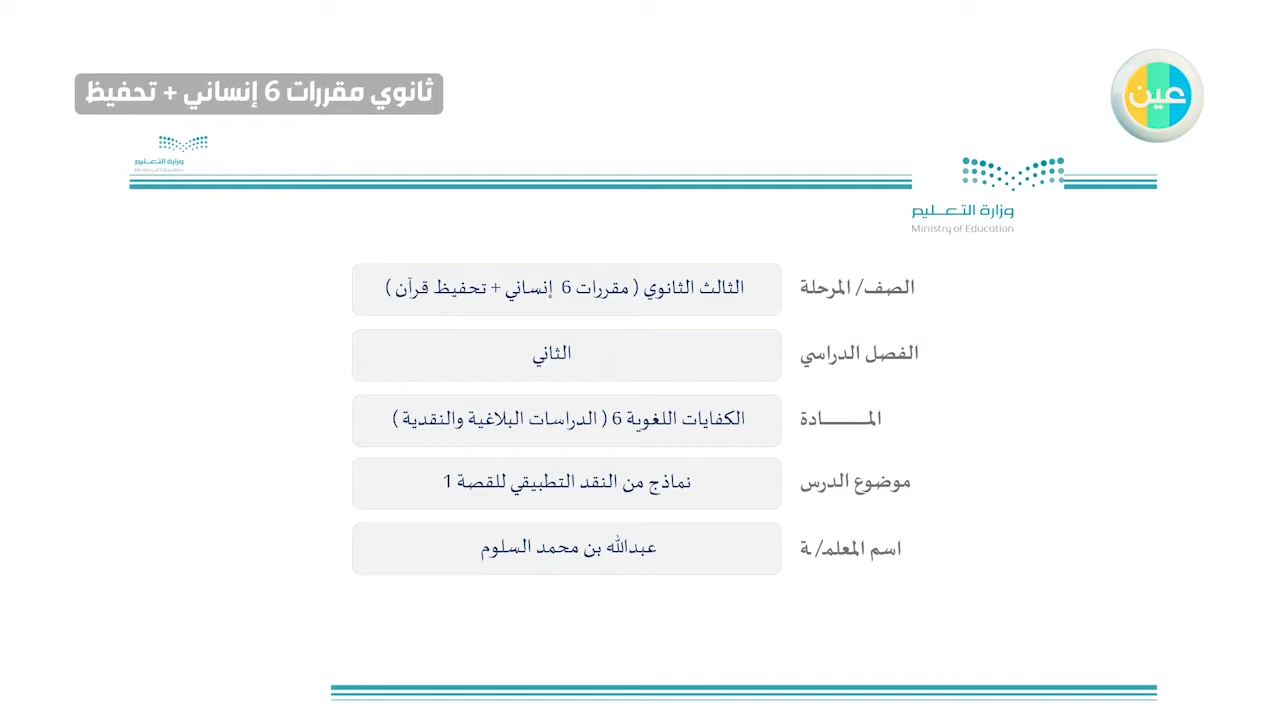 ثانوي مقررات 6 إنساني + تحفيظ
عين
وزارة التعليم
Ministry of Education
وزارة التعليم
Ministry of Education
الصف/ المرحلة
الثالث الثانوي ( مقررات 6 إنساني + تحفيظ قرآن )
الفصل الدراسي
الثاني
المـــــــادة
الكفايات اللغوية 6 ( الدراسات البلاغية والنقدية )
موضوع الدرس
نماذج من النقد التطبيقي للقصة 1
اسم المعلمـ/ ـة
عبدالله بن محمد السلوم